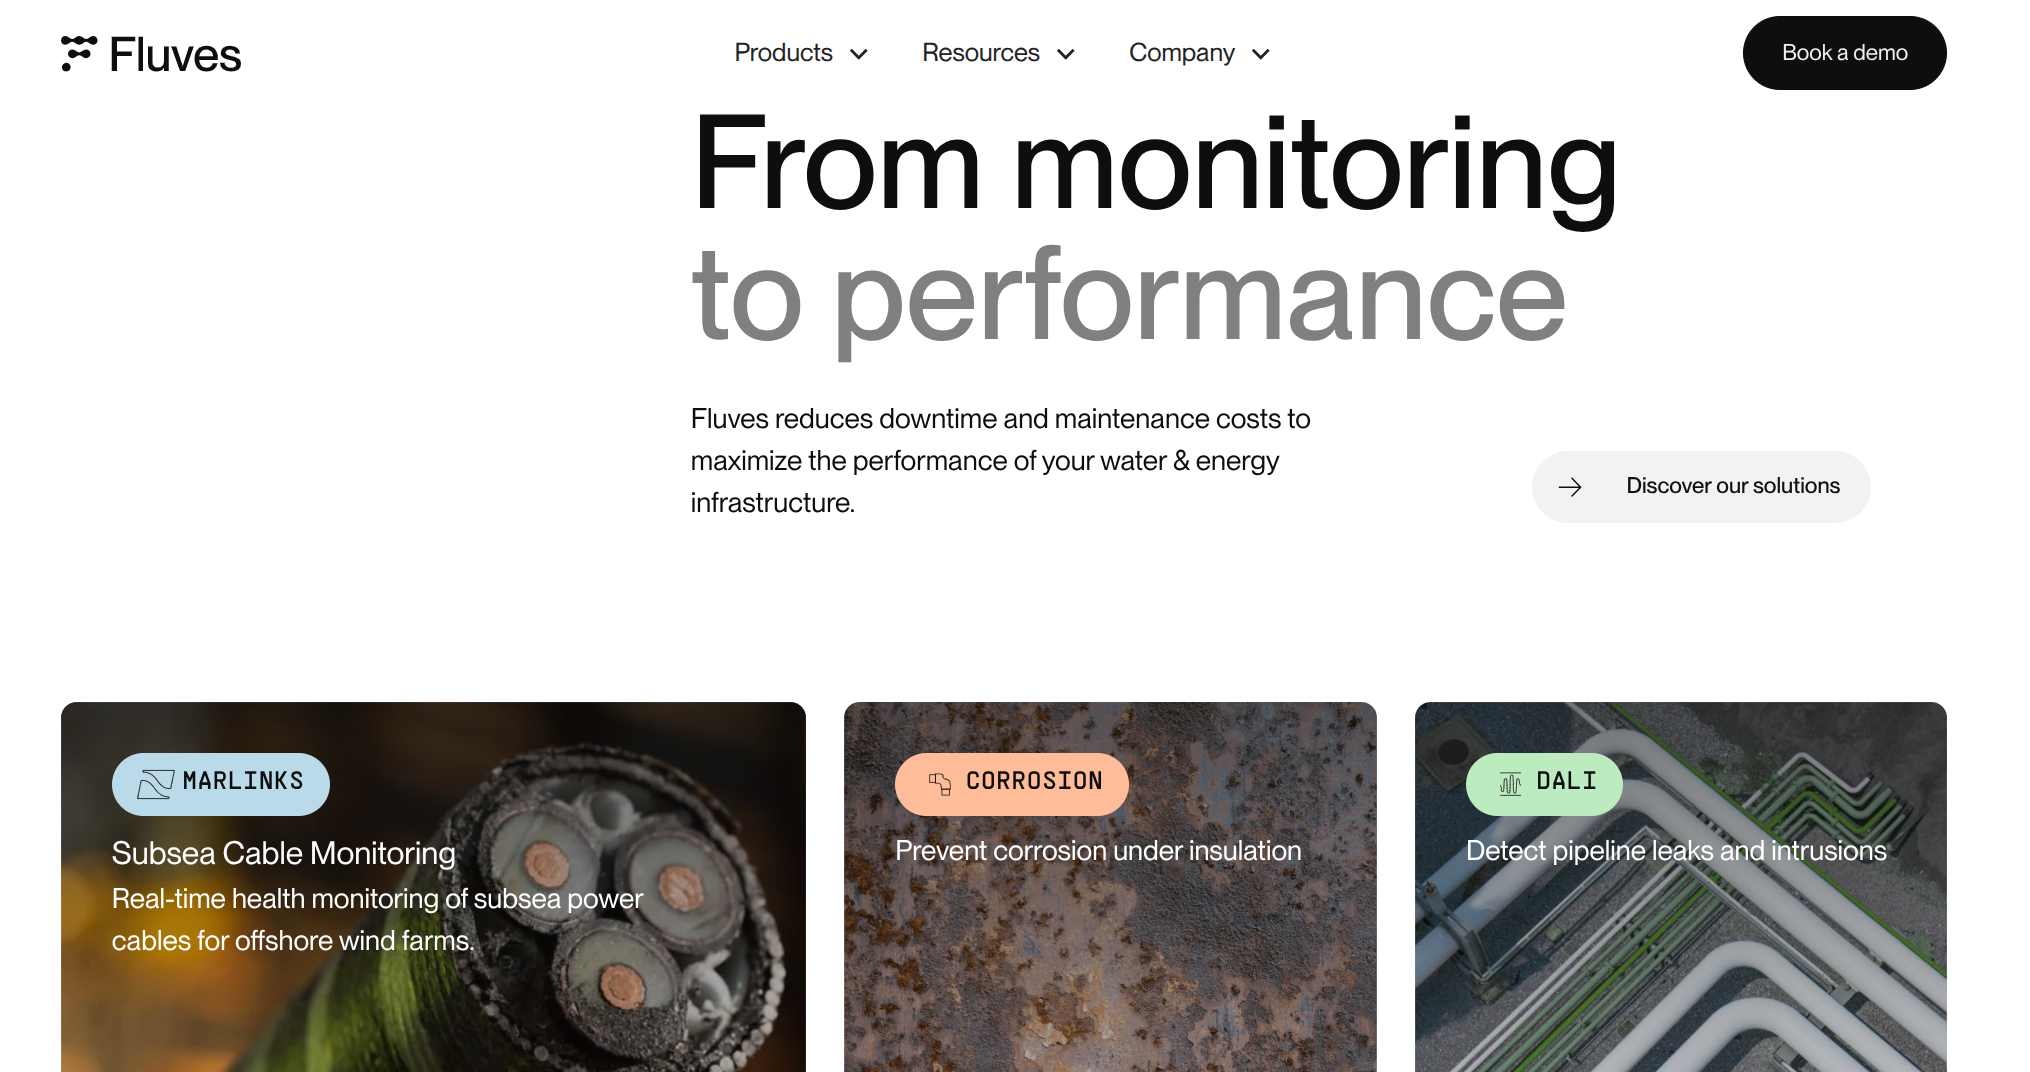 Fluves
Products
Resources
Company
Book a demo
From monitoring
to performance
Fluves reduces downtime and maintenance costs to
maximize the performance of your water & energy
infrastructure.
Discover our solutions
MARLINKS
Subsea Cable Monitoring
Real-time health monitoring of subsea power
cables for offshore wind farms.
CORROSION
Prevent corrosion under insulation
DALI
Detect pipeline leaks and intrusions